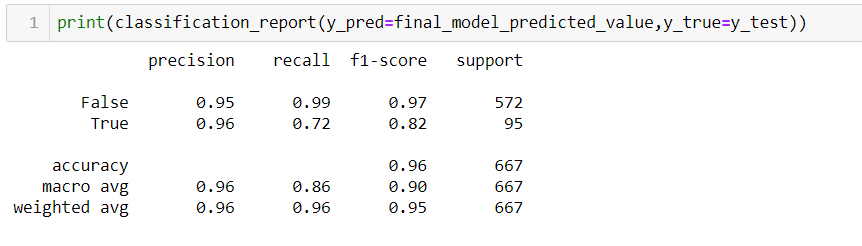 1 print(classification_report(y_pred=final_model_predicted_value,y_true=y_test))
precision recall f1-score support
False 0.95 0.99 0.97 572
True 0.96 0.72 0.82 95
accuracy 0.96 667
macro avg 0.96 0.86 0.90 667
weighted avg 0.96 0.96 0.95 667